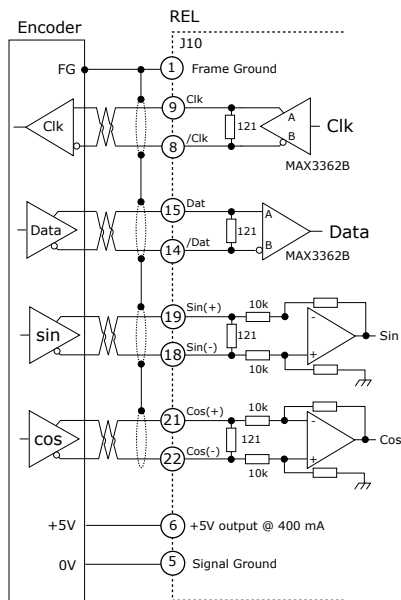 Encoder
REL
J10
FG
1
Frame Ground
Clk
9
Clk
121
A
B
Clk
8
/Clk
MAX3362B
Data
15
Dat
121
A
B
Data
14
/Dat
MAX3362B
sin
19
Sin(+)
10k
121
-
+
Sin
18
Sin(-)
10k
cos
21
Cos(+)
10k
121
-
+
Cos
22
Cos(-)
10k
+5V
6
+5V output @ 400 mA
0V
5
Signal Ground